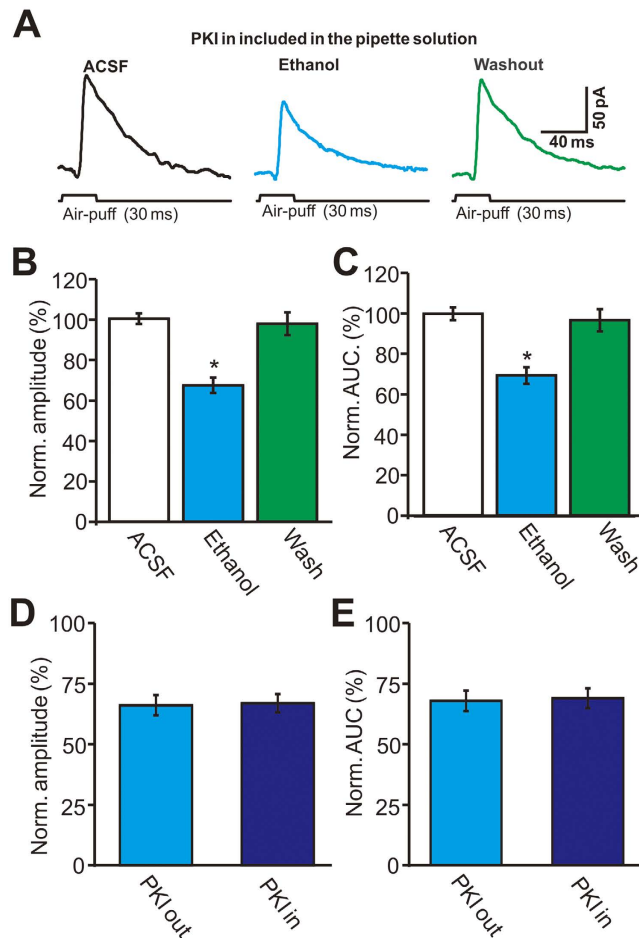 A
PKI in included in the pipette solution
ACSF
Ethanol
Washout
50 pA
40 ms
Air-puff (30 ms)
Air-puff (30 ms)
Air-puff (30 ms)
B
Norm. amplitude (%)
120
100
80
60
40
20
0
*
ACSF
Ethanol
Wash
C
Norm. AUC. (%)
120
100
80
60
40
20
0
*
ACSF
Ethanol
Wash
D
Norm. amplitude (%)
100
75
50
25
0
PKI out
PKI in
E
Norm. AUC (%)
100
75
50
25
0
PKI out
PKI in